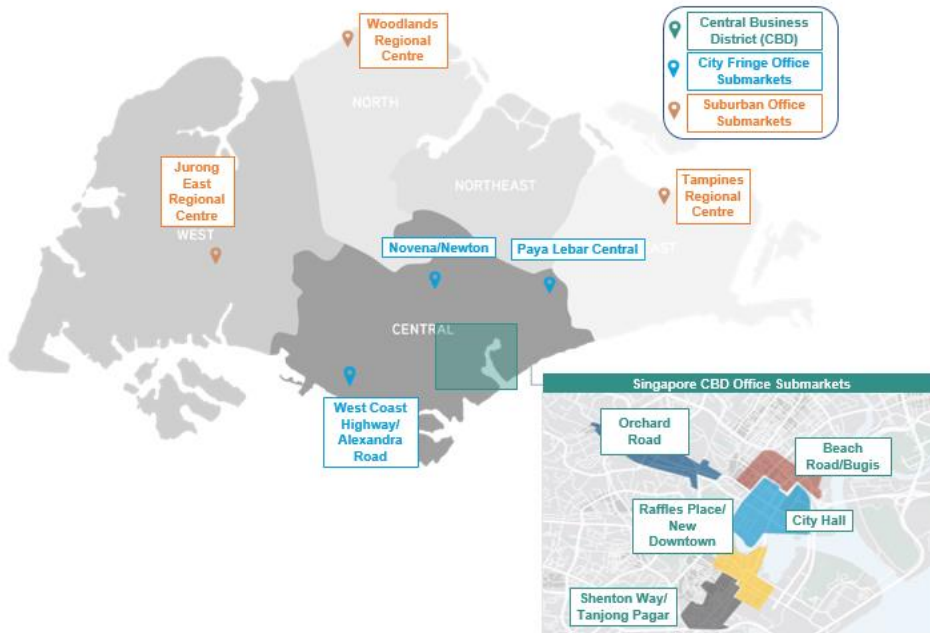 Woodlands
Regional
Centre
Central Business
District (CBD)
City Fringe Office
Submarkets
Suburban Office
Submarkets
NORTH
Jurong
East
Regional
Centre
WEST
NORTHEAST
Tampines
Regional
Centre
Novena/Newton
Paya Lebar Central
CENTRAL
West Coast
Highway/
Alexandra
Road
Singapore CBD Office Submarkets
Orchard
Road
Beach
Road/Bugis
Raffles Place/
New
Downtown
City Hall
Shenton Way/
Tanjong Pagar